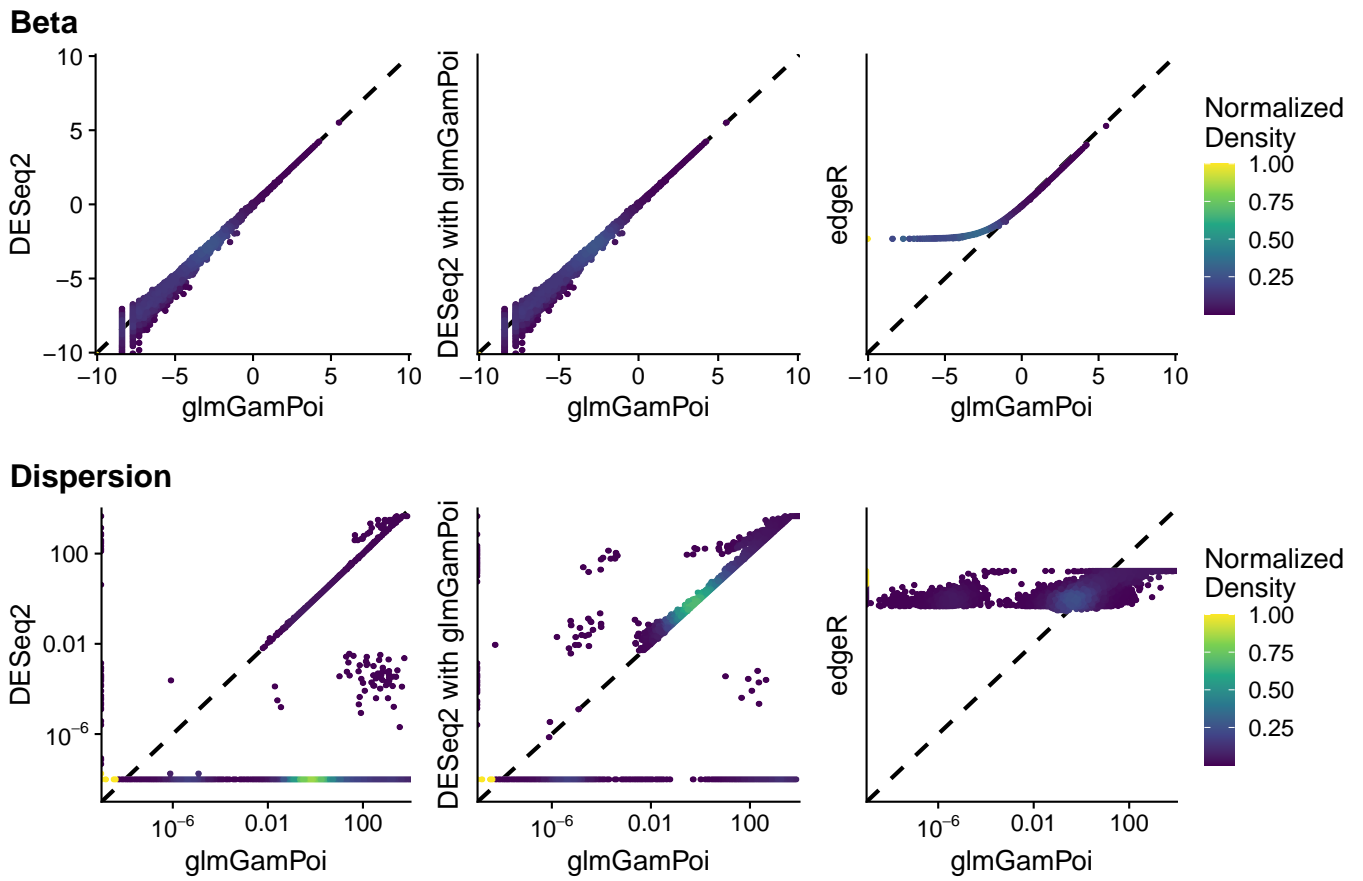 Beta
DESeq2
10
5
0
−5
−10
−10 −5 0 5 10
glmGamPoi
DESeq2 with glmGamPoi
−10 −5 0 5 10
glmGamPoi
edgeR
−10 −5 0 5 10
glmGamPoi
Normalized
Density
1.00
0.75
0.50
0.25
Dispersion
DESeq2
100
0.01
10⁻⁶
10⁻⁶ 0.01 100
glmGamPoi
DESeq2 with glmGamPoi
10⁻⁶ 0.01 100
glmGamPoi
edgeR
10⁻⁶ 0.01 100
glmGamPoi
Normalized
Density
1.00
0.75
0.50
0.25